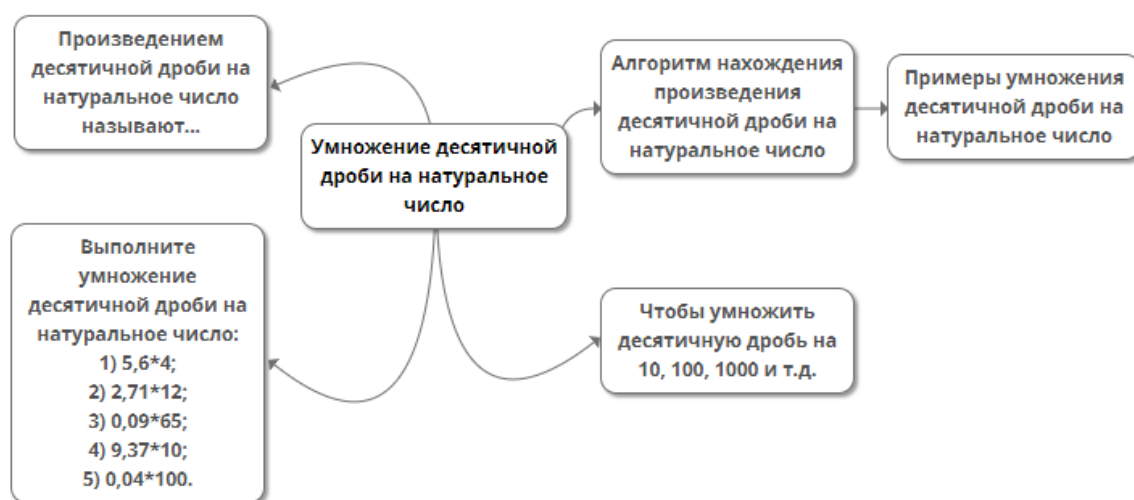 Произведением
десятичной дроби на
натуральное число
называют...
Умножение десятичной
дроби на натуральное
число
Алгоритм нахождения
произведения
десятичной дроби на
натуральное число
Примеры умножения
десятичной дроби на
натуральное число
Выполните
умножение
десятичной дроби на
натуральное число:
1) 5,6*4;
2) 2,71*12;
3) 0,09*65;
4) 9,37*10;
5) 0,04*100.
Чтобы умножить
десятичную дробь на
10, 100, 1000 и т.д.